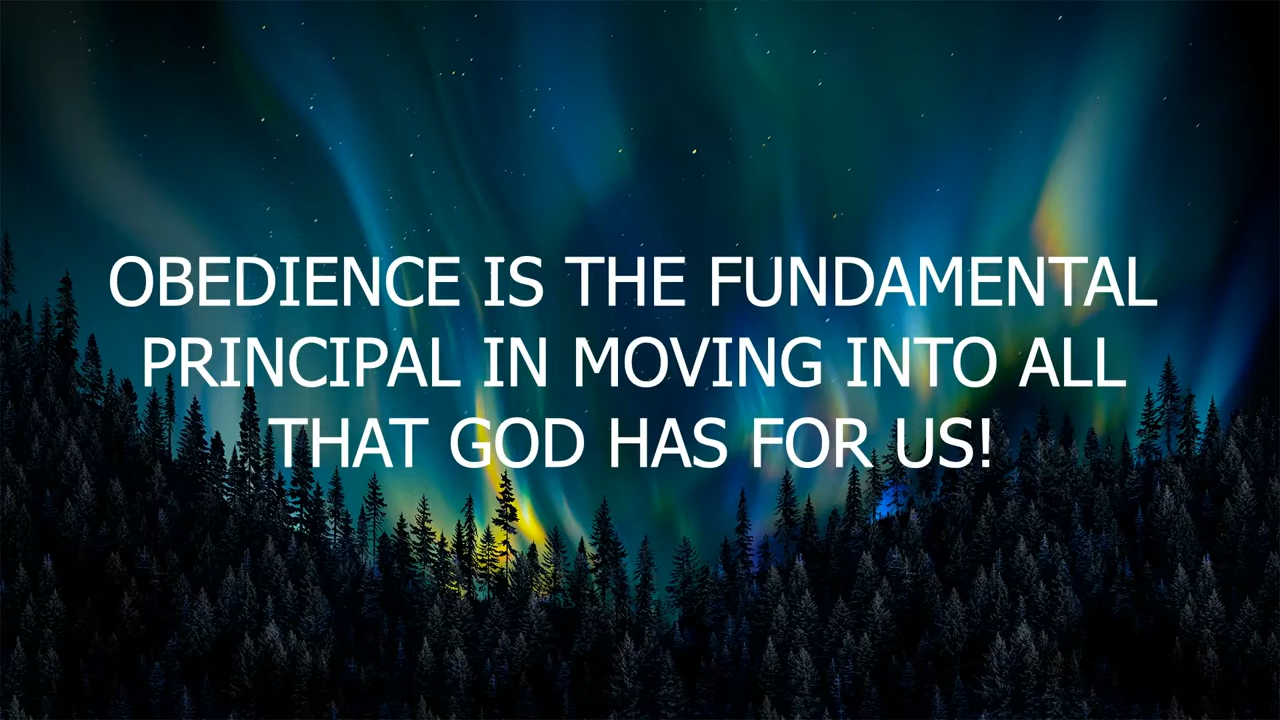 OBEDIENCE IS THE FUNDAMENTAL
PRINCIPAL IN MOVING INTO ALL
THAT GOD HAS FOR US!